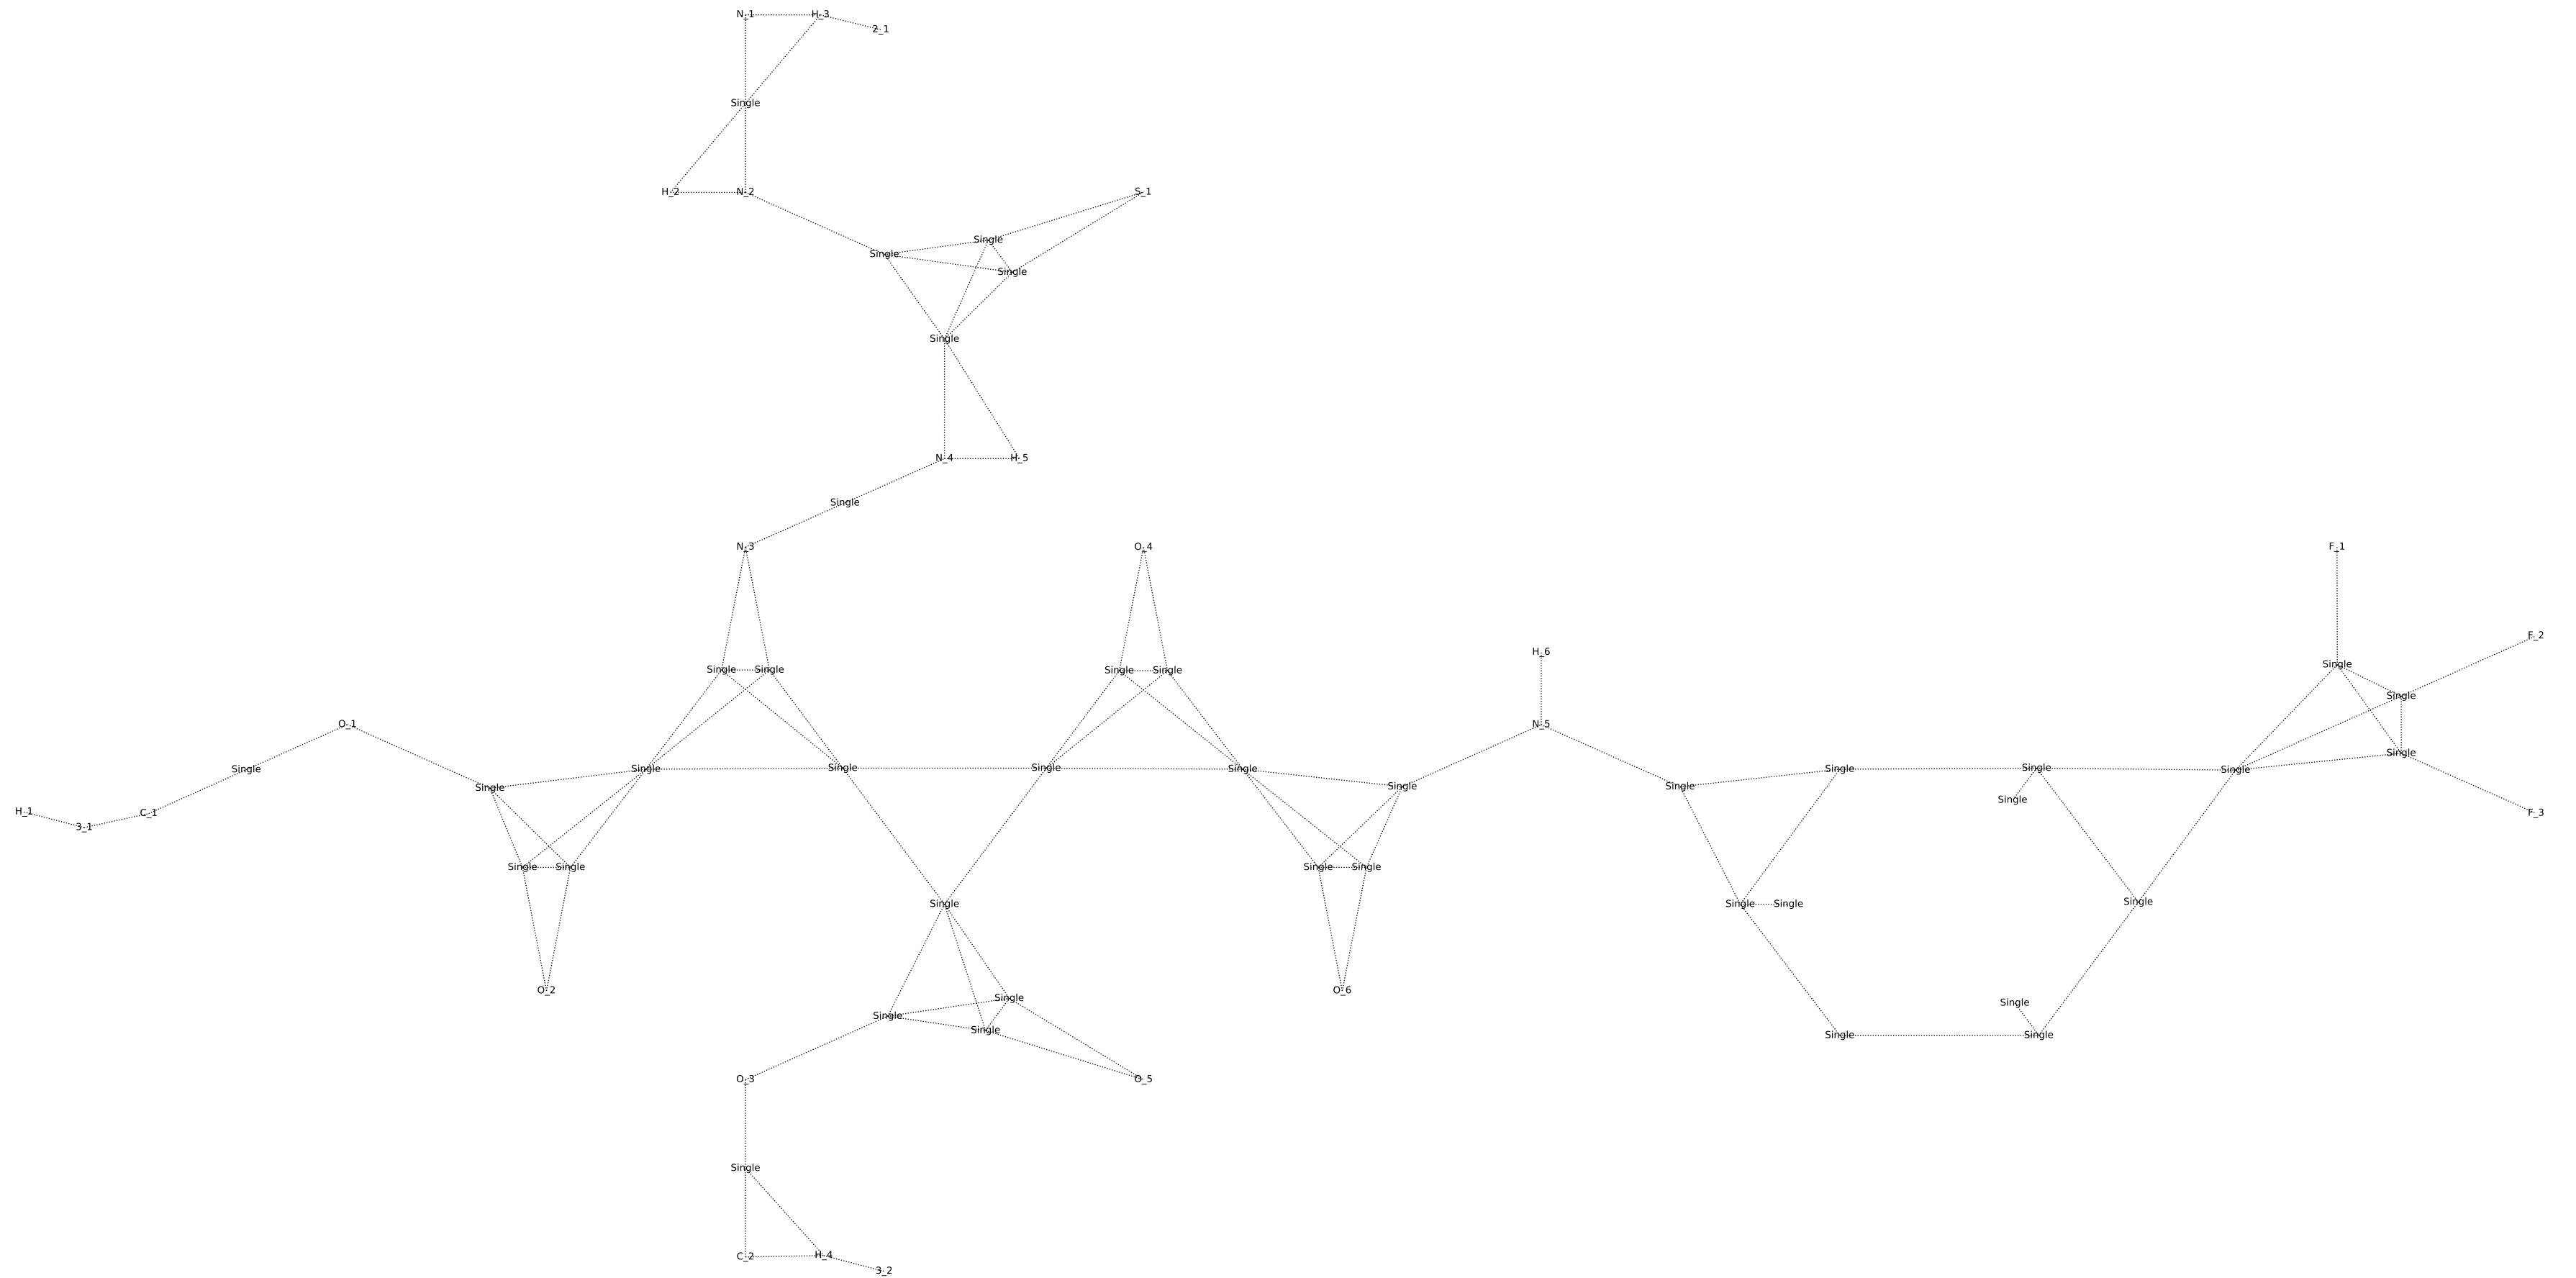 N_1 H_3
2_1
Single
H_2 N_2 S_1
Single
Single
Single
Single
N_4 H_5
Single
N_3 O_4 F_1
F_2
H_6
Single
Single Single Single Single
Single
O_1 N_5
Single
Single Single Single Single Single Single Single Single
Single Single Single
Single
H_1 C_1 F_3
3_1
Single Single Single Single
Single
Single Single Single
O_2 O_6
Single
Single
Single
Single
Single Single
O_3 O_5
Single
C_2 H_4
3_2